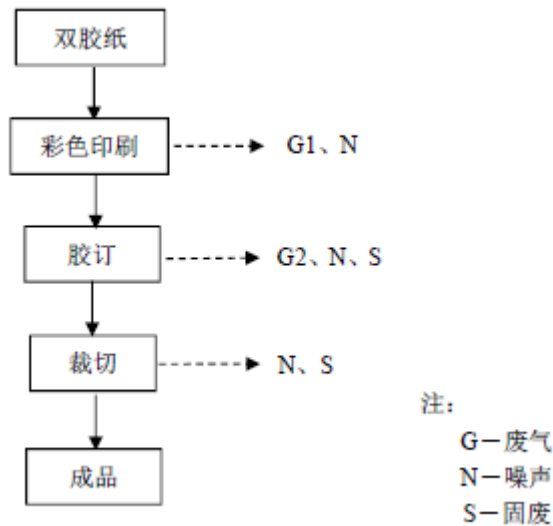 双胶纸
彩色印刷
G1、N
胶订
G2、N、S
裁切
N、S
成品
注：
G－废气
N－噪声
S－固废